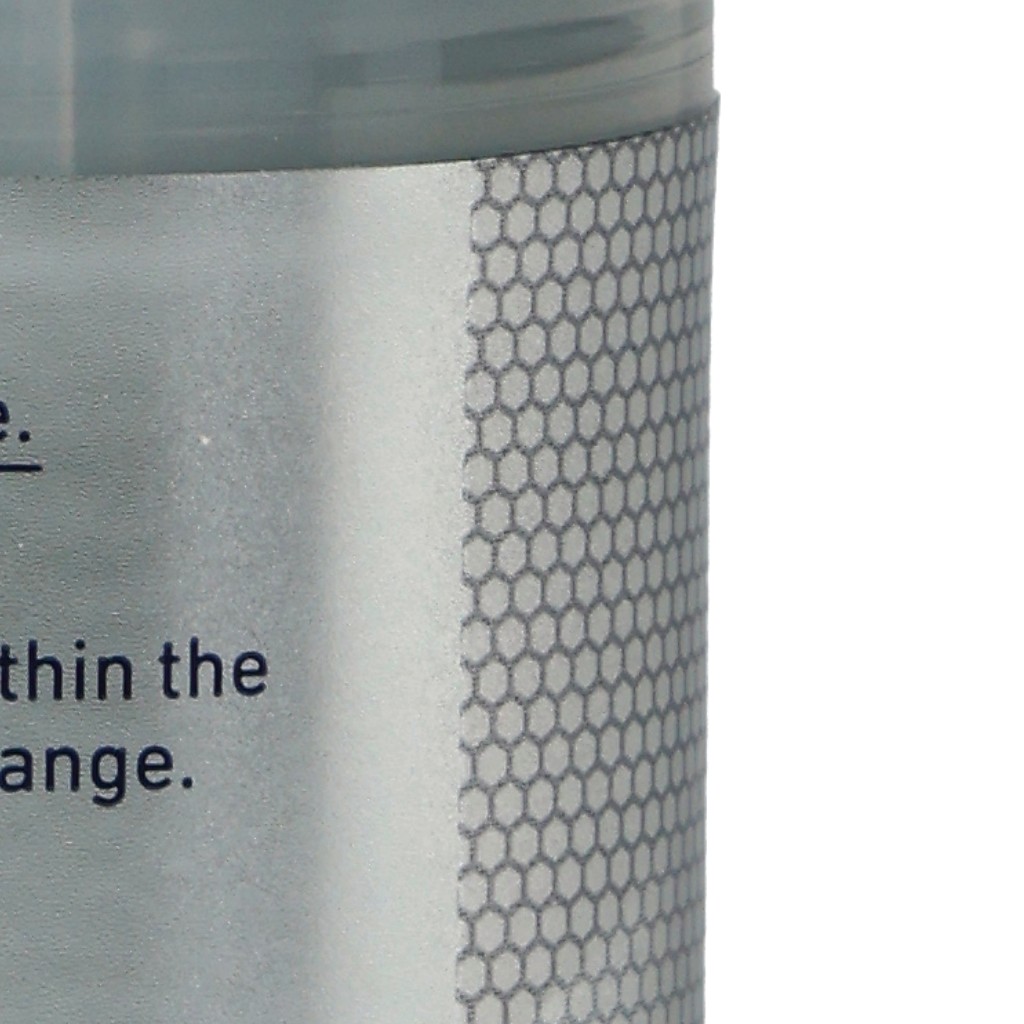 e.
thin the
ange.